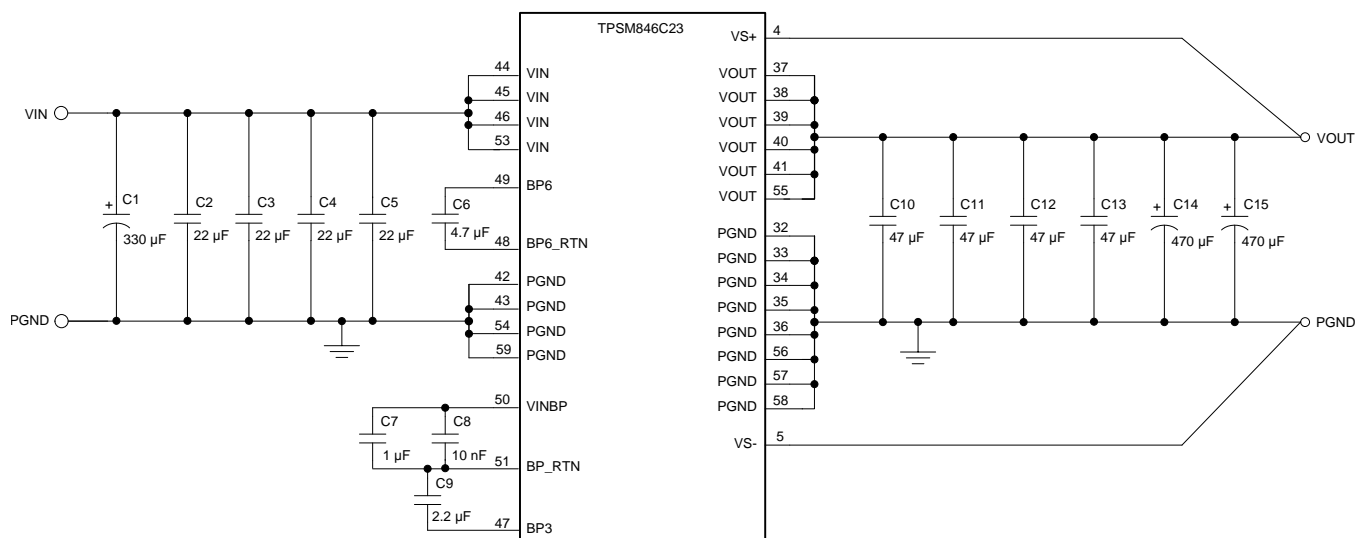 TPSM846C23
VIN
PGND
+
C1
330 µF
C2
22 µF
C3
22 µF
C4
22 µF
C5
22 µF
C6
4.7 µF
C7
1 µF
C8
10 nF
C9
2.2 µF
44 VIN
45 VIN
46 VIN
53 VIN
49 BP6
48 BP6_RTN
42 PGND
43 PGND
54 PGND
59 PGND
50 VINBP
51 BP_RTN
47 BP3
VS+ 4
VOUT 37
VOUT 38
VOUT 39
VOUT 40
VOUT 41
VOUT 55
PGND 32
PGND 33
PGND 34
PGND 35
PGND 36
PGND 56
PGND 57
PGND 58
VS- 5
C10
47 µF
C11
47 µF
C12
47 µF
C13
47 µF
+
C14
470 µF
+
C15
470 µF
VOUT
PGND